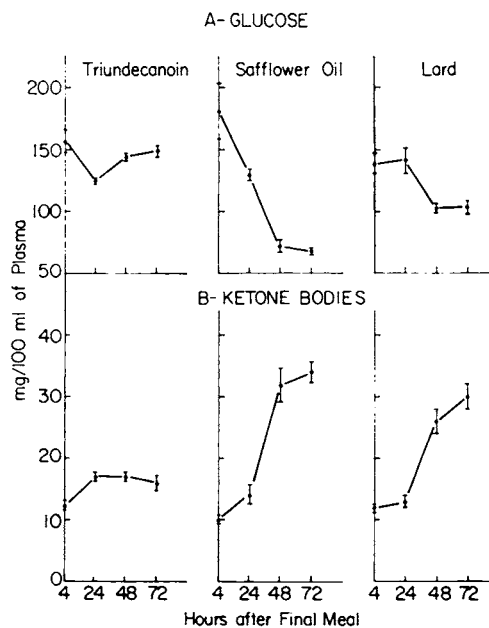 A- GLUCOSE
Triundecanoin Safflower Oil Lard
200
150
100
50
B- KETONE BODIES
mg/100 ml of Plasma
40
30
20
10
0
4 24 48 72 4 24 48 72 4 24 48 72
Hours after Final Meal